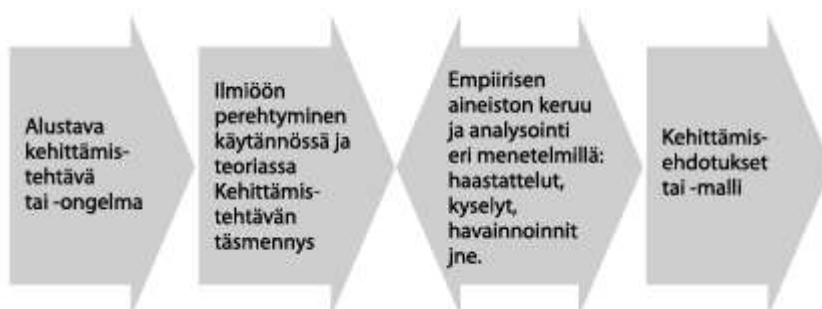 Alustava
kehittämis-
tehtävä
tai -ongelma
Ilmiöön
perehtyminen
käytännössä ja
teoriassa
Kehittämis-
tehtävän
täsmennys
Empiirisen
aineiston keruu
ja analysointi
eri menetelmillä:
haastattelut,
kyselyt,
havainnoinnit
jne.
Kehittämis-
ehdotukset
tai -malli